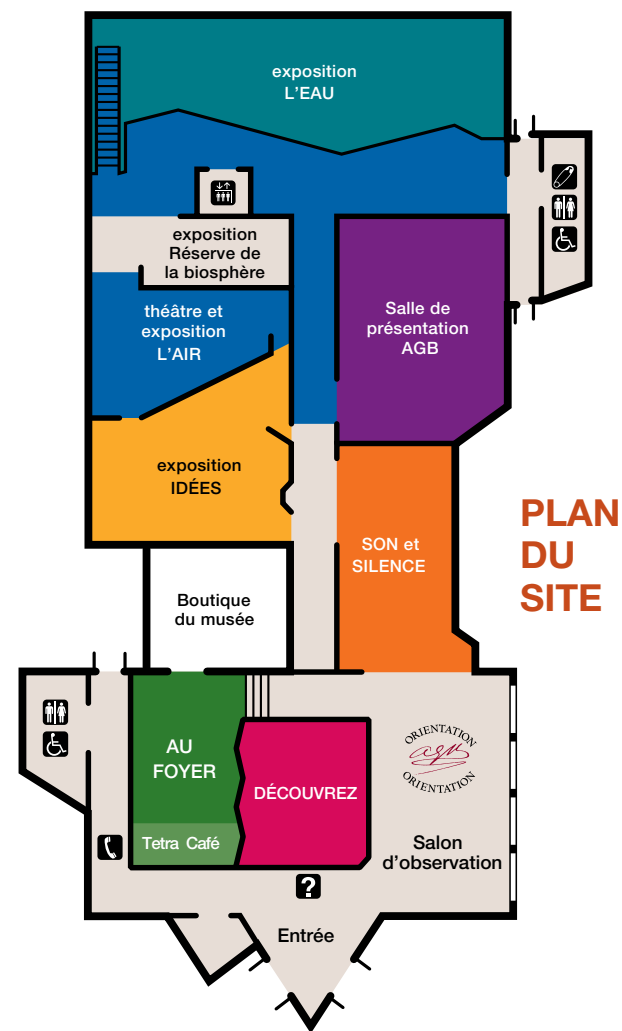 exposition
L'EAU
exposition
Réserve de
la biosphère
théâtre et
exposition
L'AIR
Salle de
présentation
AGB
exposition
IDÉES
SON et
SILENCE
PLAN
DU
SITE
Boutique
du musée
AU
FOYER
Tetra Café
DÉCOUVREZ
ORIENTATION
agb
ORIENTATION
Salon
d'observation
?
Entrée